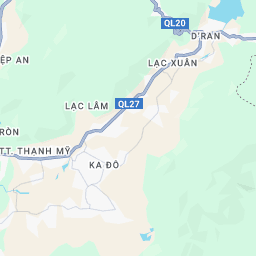 QL20
D'RAN
ỆP AN
LẠC XUÂN
LẠC LÂM
QL27
RÒN
TT. THẠNH MỸ
KA ĐÔ